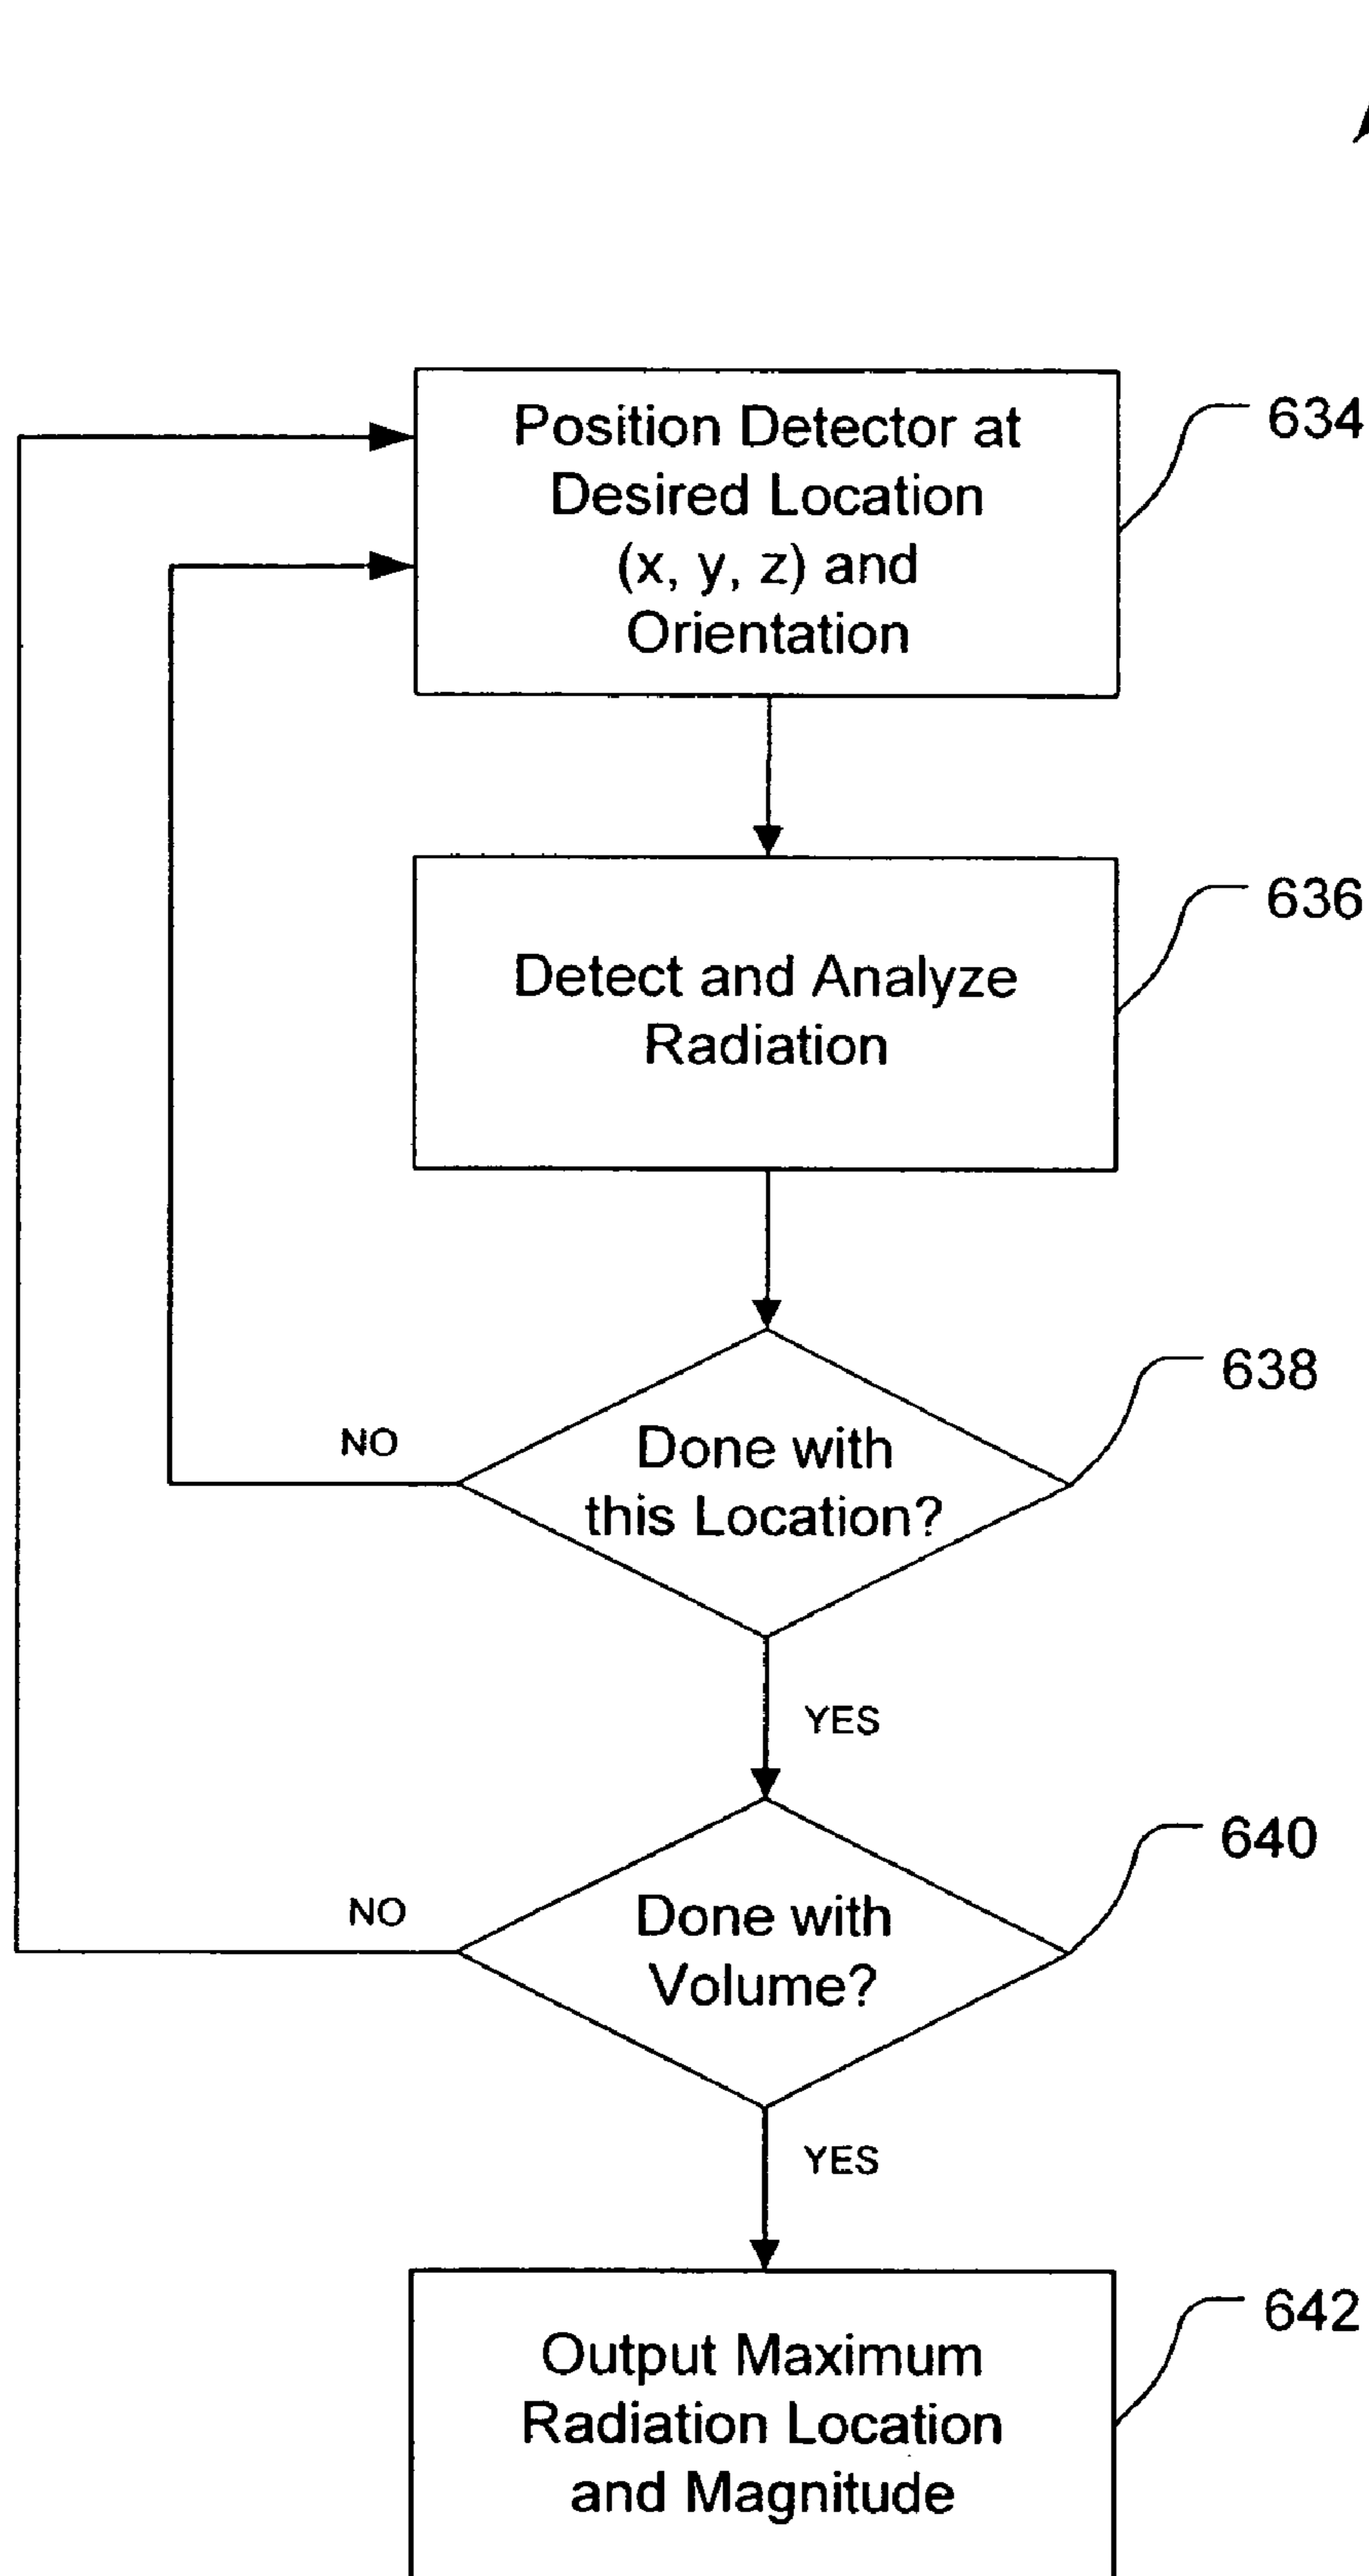 Position Detector at
Desired Location
(x, y, z) and
Orientation
634
Detect and Analyze
Radiation
636
Done with
this Location?
638
NO
YES
Done with
Volume?
640
NO
YES
Output Maximum
Radiation Location
and Magnitude
642